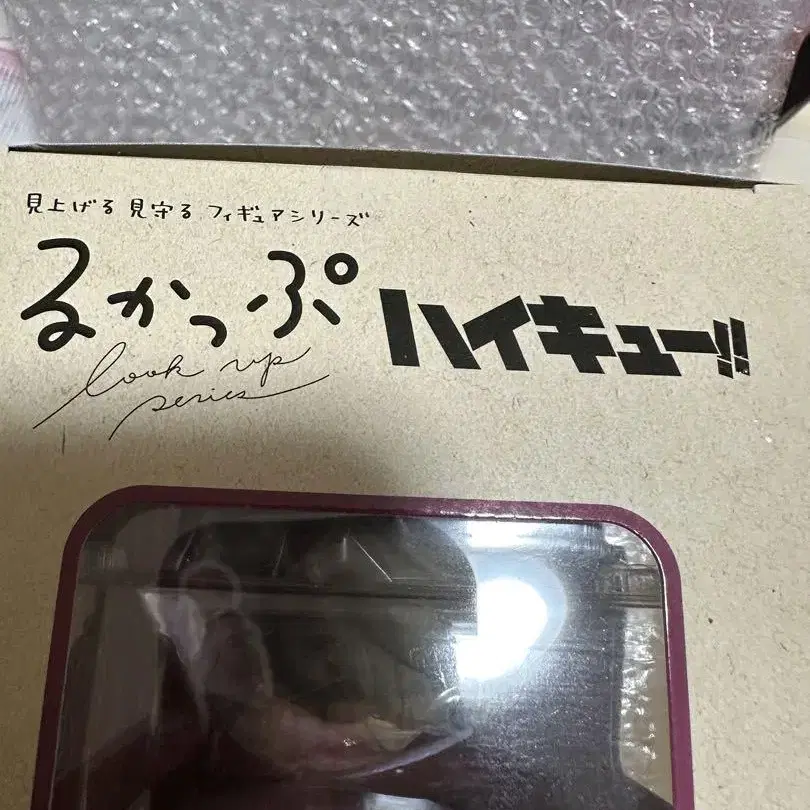 見上げる 見守る フィギュアシリーズ
るかっぷ ハイキュー!!
look up
series